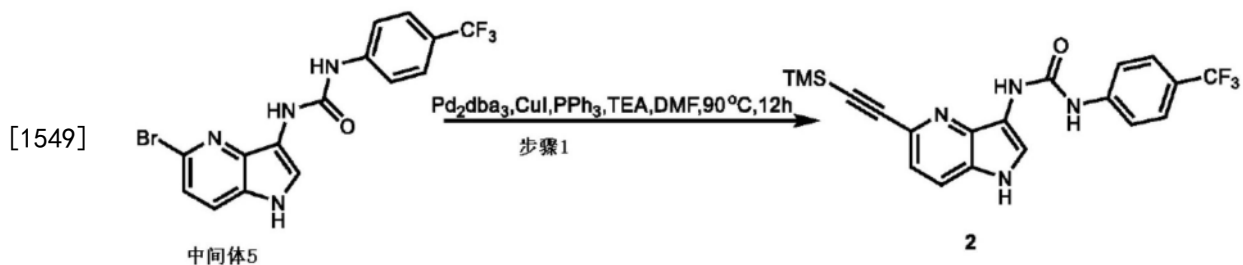 [1549]
Br
N
N
H
HN
HN
O
CF₃
中间体5
Pd₂dba₃,CuI,PPh₃,TEA,DMF,90°C,12h
步骤1
TMS
N
N
H
HN
O
N
H
CF₃
2